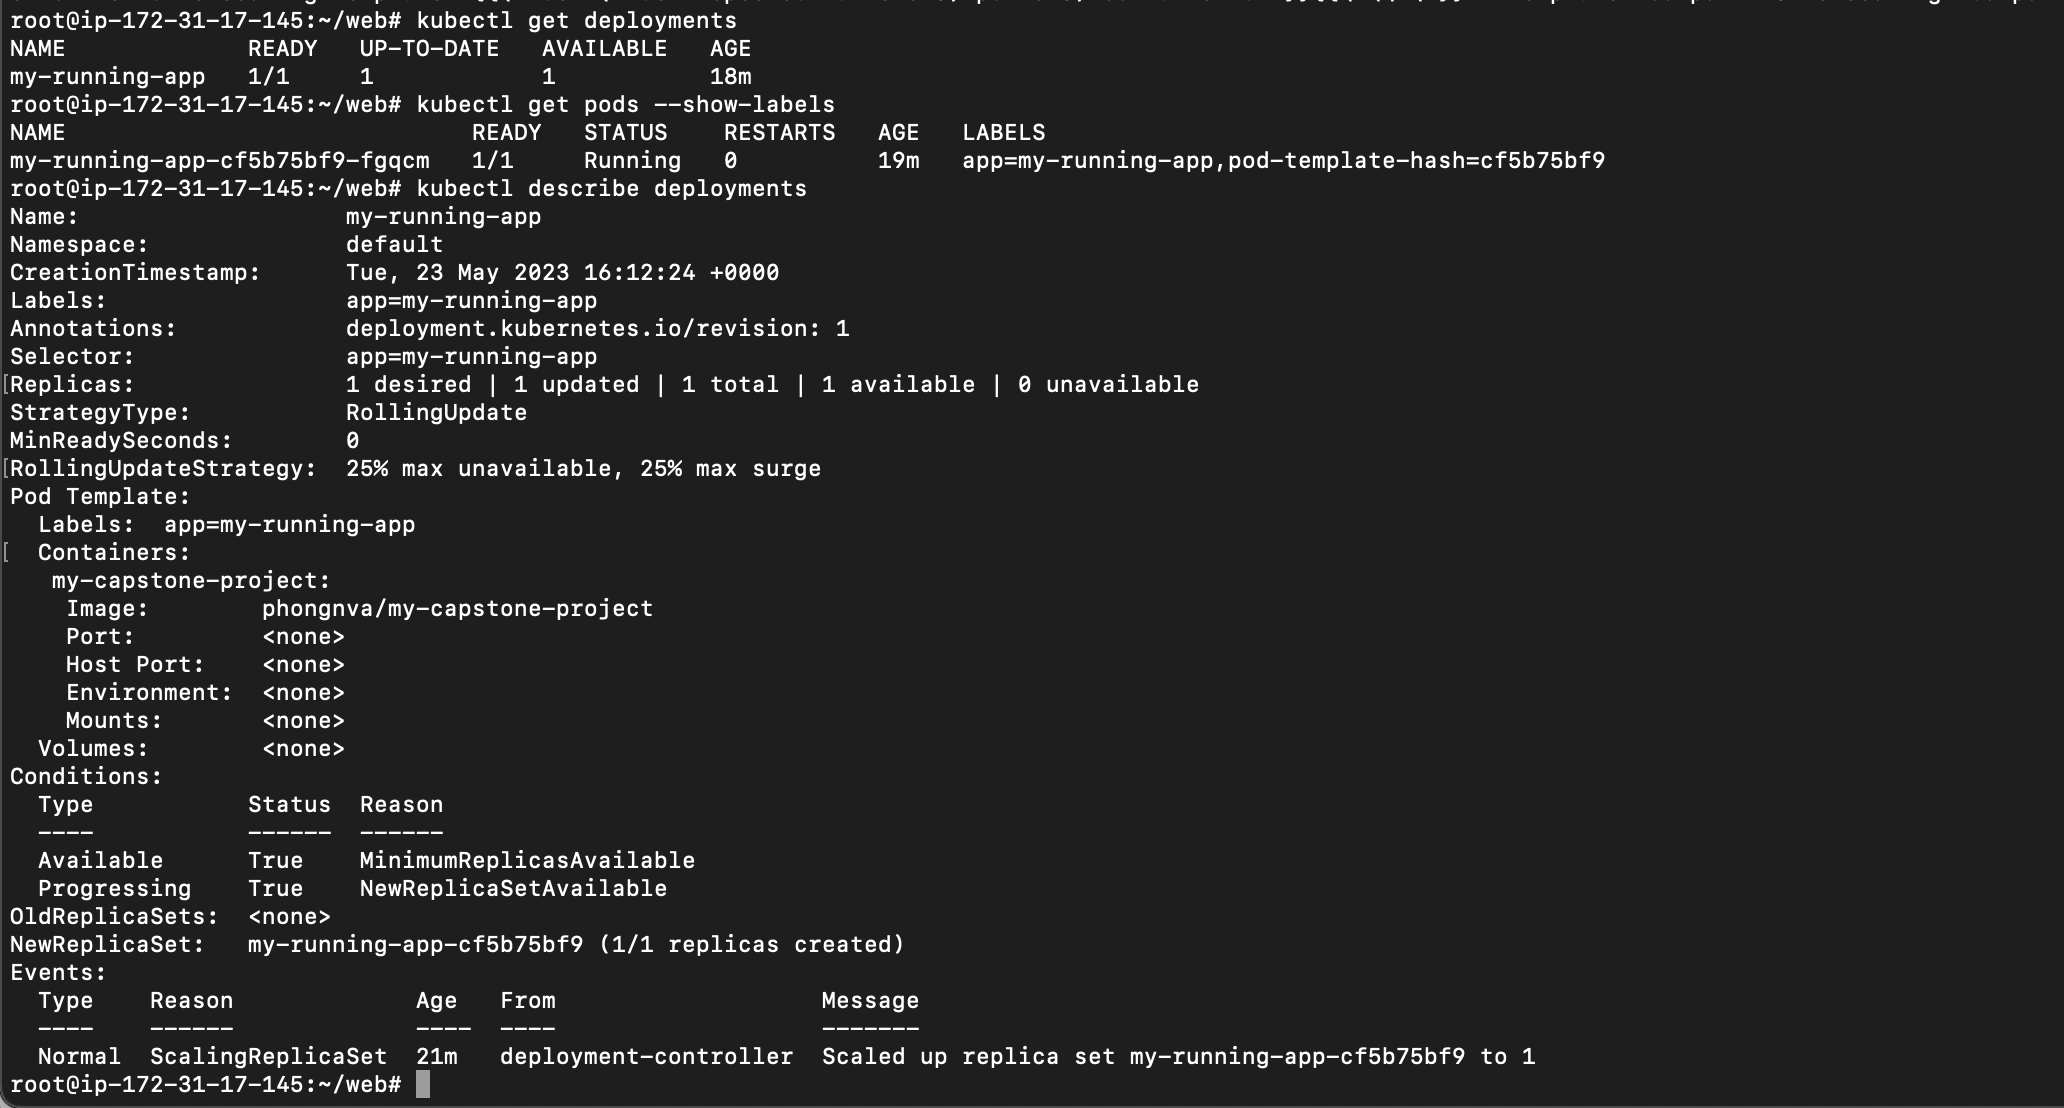 root@ip-172-31-17-145:~/web# kubectl get deployments
NAME             READY   UP-TO-DATE   AVAILABLE   AGE
my-running-app   1/1     1            1           18m
root@ip-172-31-17-145:~/web# kubectl get pods --show-labels
NAME                             READY   STATUS    RESTARTS   AGE   LABELS
my-running-app-cf5b75bf9-fgqcm   1/1     Running   0          19m   app=my-running-app,pod-template-hash=cf5b75bf9
root@ip-172-31-17-145:~/web# kubectl describe deployments
Name:                   my-running-app
Namespace:              default
CreationTimestamp:      Tue, 23 May 2023 16:12:24 +0000
Labels:                 app=my-running-app
Annotations:            deployment.kubernetes.io/revision: 1
Selector:               app=my-running-app
[Replicas:               1 desired | 1 updated | 1 total | 1 available | 0 unavailable
StrategyType:           RollingUpdate
MinReadySeconds:        0
[RollingUpdateStrategy:  25% max unavailable, 25% max surge
Pod Template:
  Labels:  app=my-running-app
[  Containers:
   my-capstone-project:
    Image:        phongnva/my-capstone-project
    Port:         <none>
    Host Port:    <none>
    Environment:  <none>
    Mounts:       <none>
  Volumes:        <none>
Conditions:
  Type           Status  Reason
  ----           ------  ------
  Available      True    MinimumReplicasAvailable
  Progressing    True    NewReplicaSetAvailable
OldReplicaSets:  <none>
NewReplicaSet:   my-running-app-cf5b75bf9 (1/1 replicas created)
Events:
  Type    Reason             Age   From                   Message
  ----    ------             ----  ----                   -------
  Normal  ScalingReplicaSet  21m   deployment-controller  Scaled up replica set my-running-app-cf5b75bf9 to 1
root@ip-172-31-17-145:~/web#